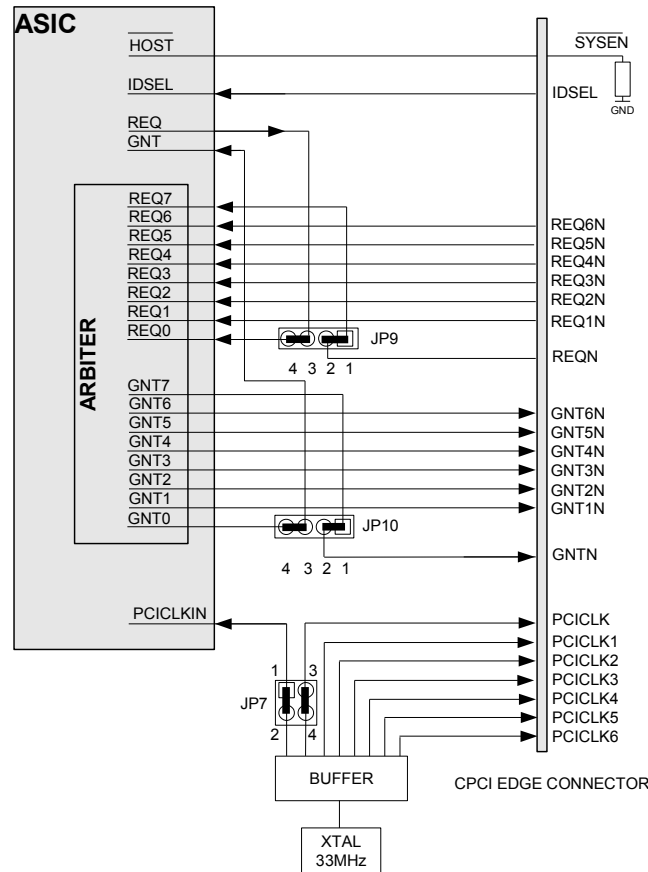 ASIC
HOST
SYSEN
IDSEL
IDSEL
GND
REQ
GNT
ARBITER
REQ7
REQ6
REQ5
REQ4
REQ3
REQ2
REQ1
REQ0
REQ6N
REQ5N
REQ4N
REQ3N
REQ2N
REQ1N
REQN
JP9
4 3 2 1
GNT7
GNT6
GNT5
GNT4
GNT3
GNT2
GNT1
GNT0
GNT6N
GNT5N
GNT4N
GNT3N
GNT2N
GNT1N
GNTN
JP10
4 3 2 1
PCICLKIN
PCICLK
PCICLK1
PCICLK2
PCICLK3
PCICLK4
PCICLK5
PCICLK6
1 3
JP7
2 4
BUFFER
CPCI EDGE CONNECTOR
XTAL
33MHz